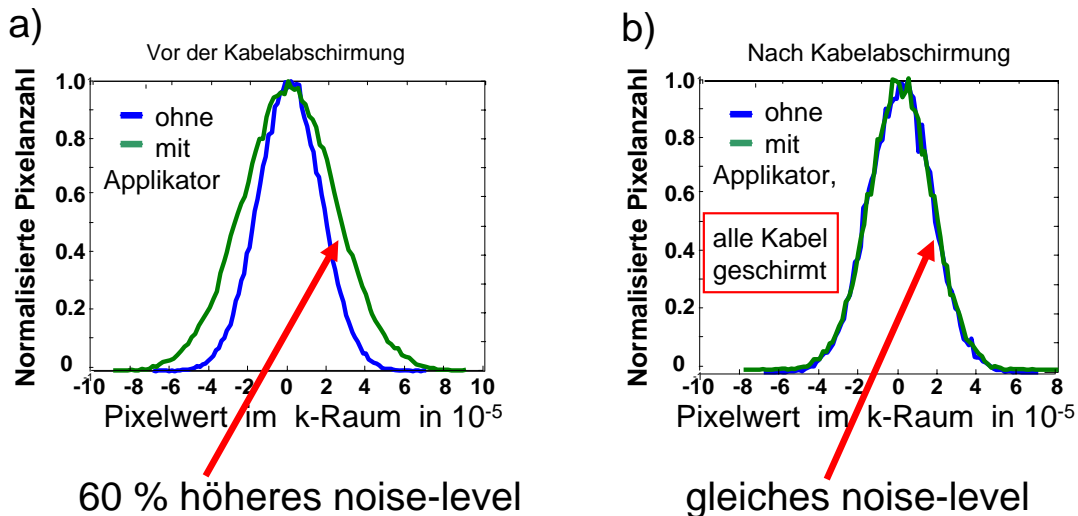 a)
Vor der Kabelabschirmung
Normalisierte Pixelanzahl
1.0
0.8
0.6
0.4
0.2
0
ohne
mit
Applikator
-10 -8 -6 -4 -2 0 2 4 6 8 10
Pixelwert im k-Raum in 10-5
60 % höheres noise-level
b)
Nach Kabelabschirmung
Normalisierte Pixelanzahl
1.0
0.8
0.6
0.4
0.2
0
ohne
mit
Applikator,
alle Kabel
geschirmt
-10 -8 -4 -2 0 2 4 6 8
Pixelwert im k-Raum in 10-5
gleiches noise-level